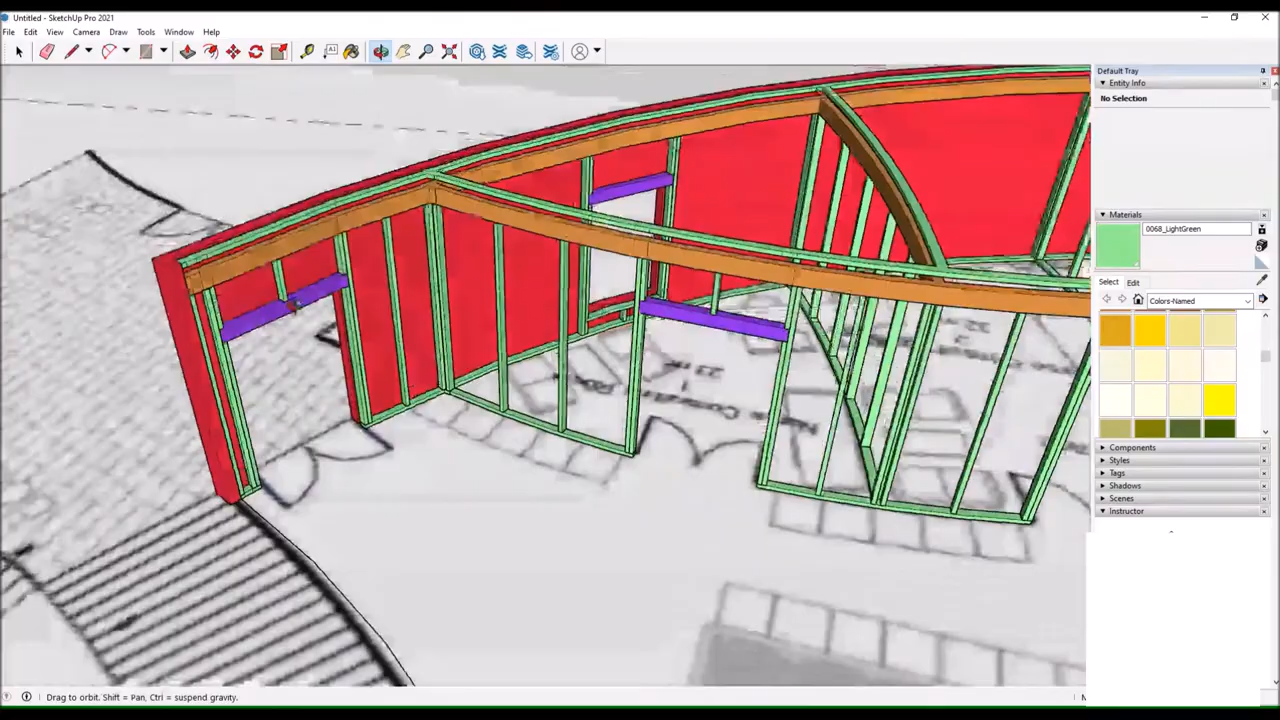 Untitled - SketchUp Pro 2021
File Edit View Camera Draw Tools Window Help
Default Tray
Entity Info
No Selection
Materials
0068_LightGreen
Select Edit
Colors-Named
Components
Styles
Tags
Shadows
Scenes
Instructor
Drag to orbit. Shift = Pan, Ctrl = suspend gravity.